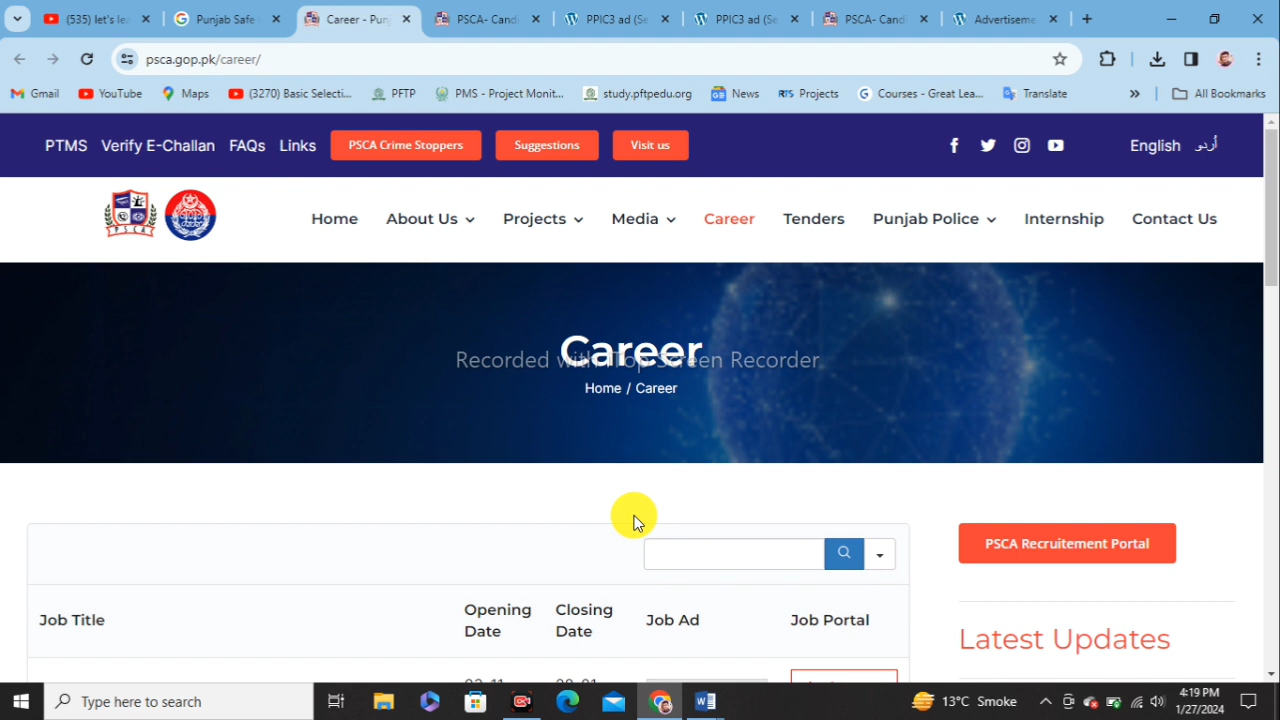 (535) let's le
Punjab Safe
Career - Pun
PSCA- Candi
PPIC3 ad (Se
PPIC3 ad (Se
PSCA- Candi
Advertiseme
psca.gop.pk/career/
Gmail YouTube Maps (3270) Basic Selecti... PFTP PMS - Project Monit... study.pftpedu.org News RTS Projects Courses - Great Lea... Translate » All Bookmarks
PTMS Verify E-Challan FAQs Links PSCA Crime Stoppers Suggestions Visit us English اُردو
PSCA
Home About Us Projects Media Career Tenders Punjab Police Internship Contact Us
Career
Recorded with iTop Screen Recorder
Home / Career
PSCA Recruitement Portal
Job Title Opening Date Closing Date Job Ad Job Portal
Latest Updates
Type here to search
13°C Smoke
4:19 PM
1/27/2024